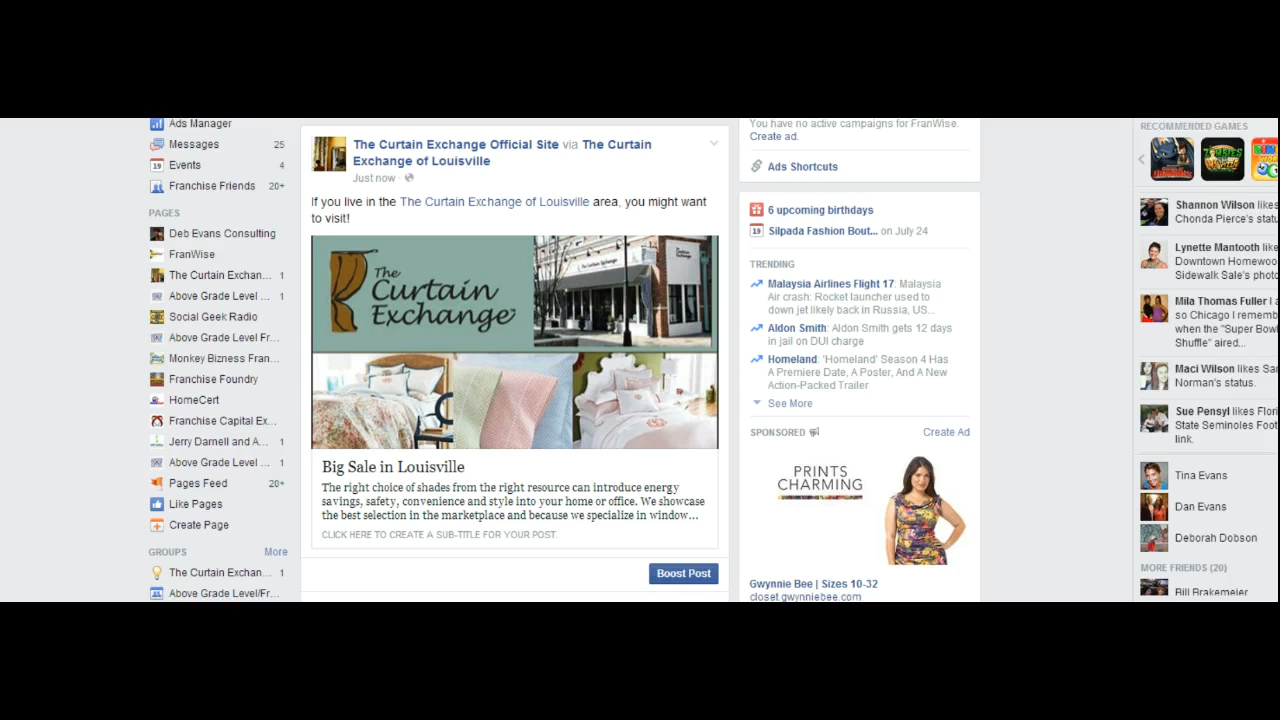 Ads Manager
Messages 25
Events 4
Franchise Friends 20+
PAGES
Deb Evans Consulting
FranWise
The Curtain Exchan... 1
Above Grade Level ... 1
Social Geek Radio
Above Grade Level Fr...
Monkey Bizness Fran...
Franchise Foundry
HomeCert
Franchise Capital Ex...
Jerry Darnell and A... 1
Above Grade Level ... 1
Pages Feed 20+
Like Pages
Create Page
GROUPS More
The Curtain Exchan... 1
Above Grade Level/Fr...
The Curtain Exchange Official Site via The Curtain
Exchange of Louisville
Just now ·
If you live in the The Curtain Exchange of Louisville area, you might want
to visit!
The
Curtain
Exchange
The Curtain Exchange
Big Sale in Louisville
The right choice of shades from the right resource can introduce energy
savings, safety, convenience and style into your home or office. We showcase
the best selection in the marketplace and because we specialize in window...
CLICK HERE TO CREATE A SUB-TITLE FOR YOUR POST.
Boost Post
You have no active campaigns for FranWise.
Create ad.
Ads Shortcuts
6 upcoming birthdays
19 Silpada Fashion Bout... on July 24
TRENDING
Malaysia Airlines Flight 17: Malaysia
Air crash: Rocket launcher used to
down jet likely back in Russia, US...
Aldon Smith: Aldon Smith gets 12 days
in jail on DUI charge
Homeland: 'Homeland' Season 4 Has
A Premiere Date, A Poster, And A New
Action-Packed Trailer
See More
SPONSORED Create Ad
PRINTS
CHARMING
Gwynnie Bee | Sizes 10-32
closet.gwynniebee.com
RECOMMENDED GAMES
Shannon Wilson likes
Chonda Pierce's statu
Lynette Mantooth like
Downtown Homewoo
Sidewalk Sale's photo
Mila Thomas Fuller I a
so Chicago I rememb
when the "Super Bow
Shuffle" aired...
Maci Wilson likes Sar
Norman's status.
Sue Pensyl likes Flori
State Seminoles Foot
link.
Tina Evans
Dan Evans
Deborah Dobson
MORE FRIENDS (20)
Bill Brakemeier